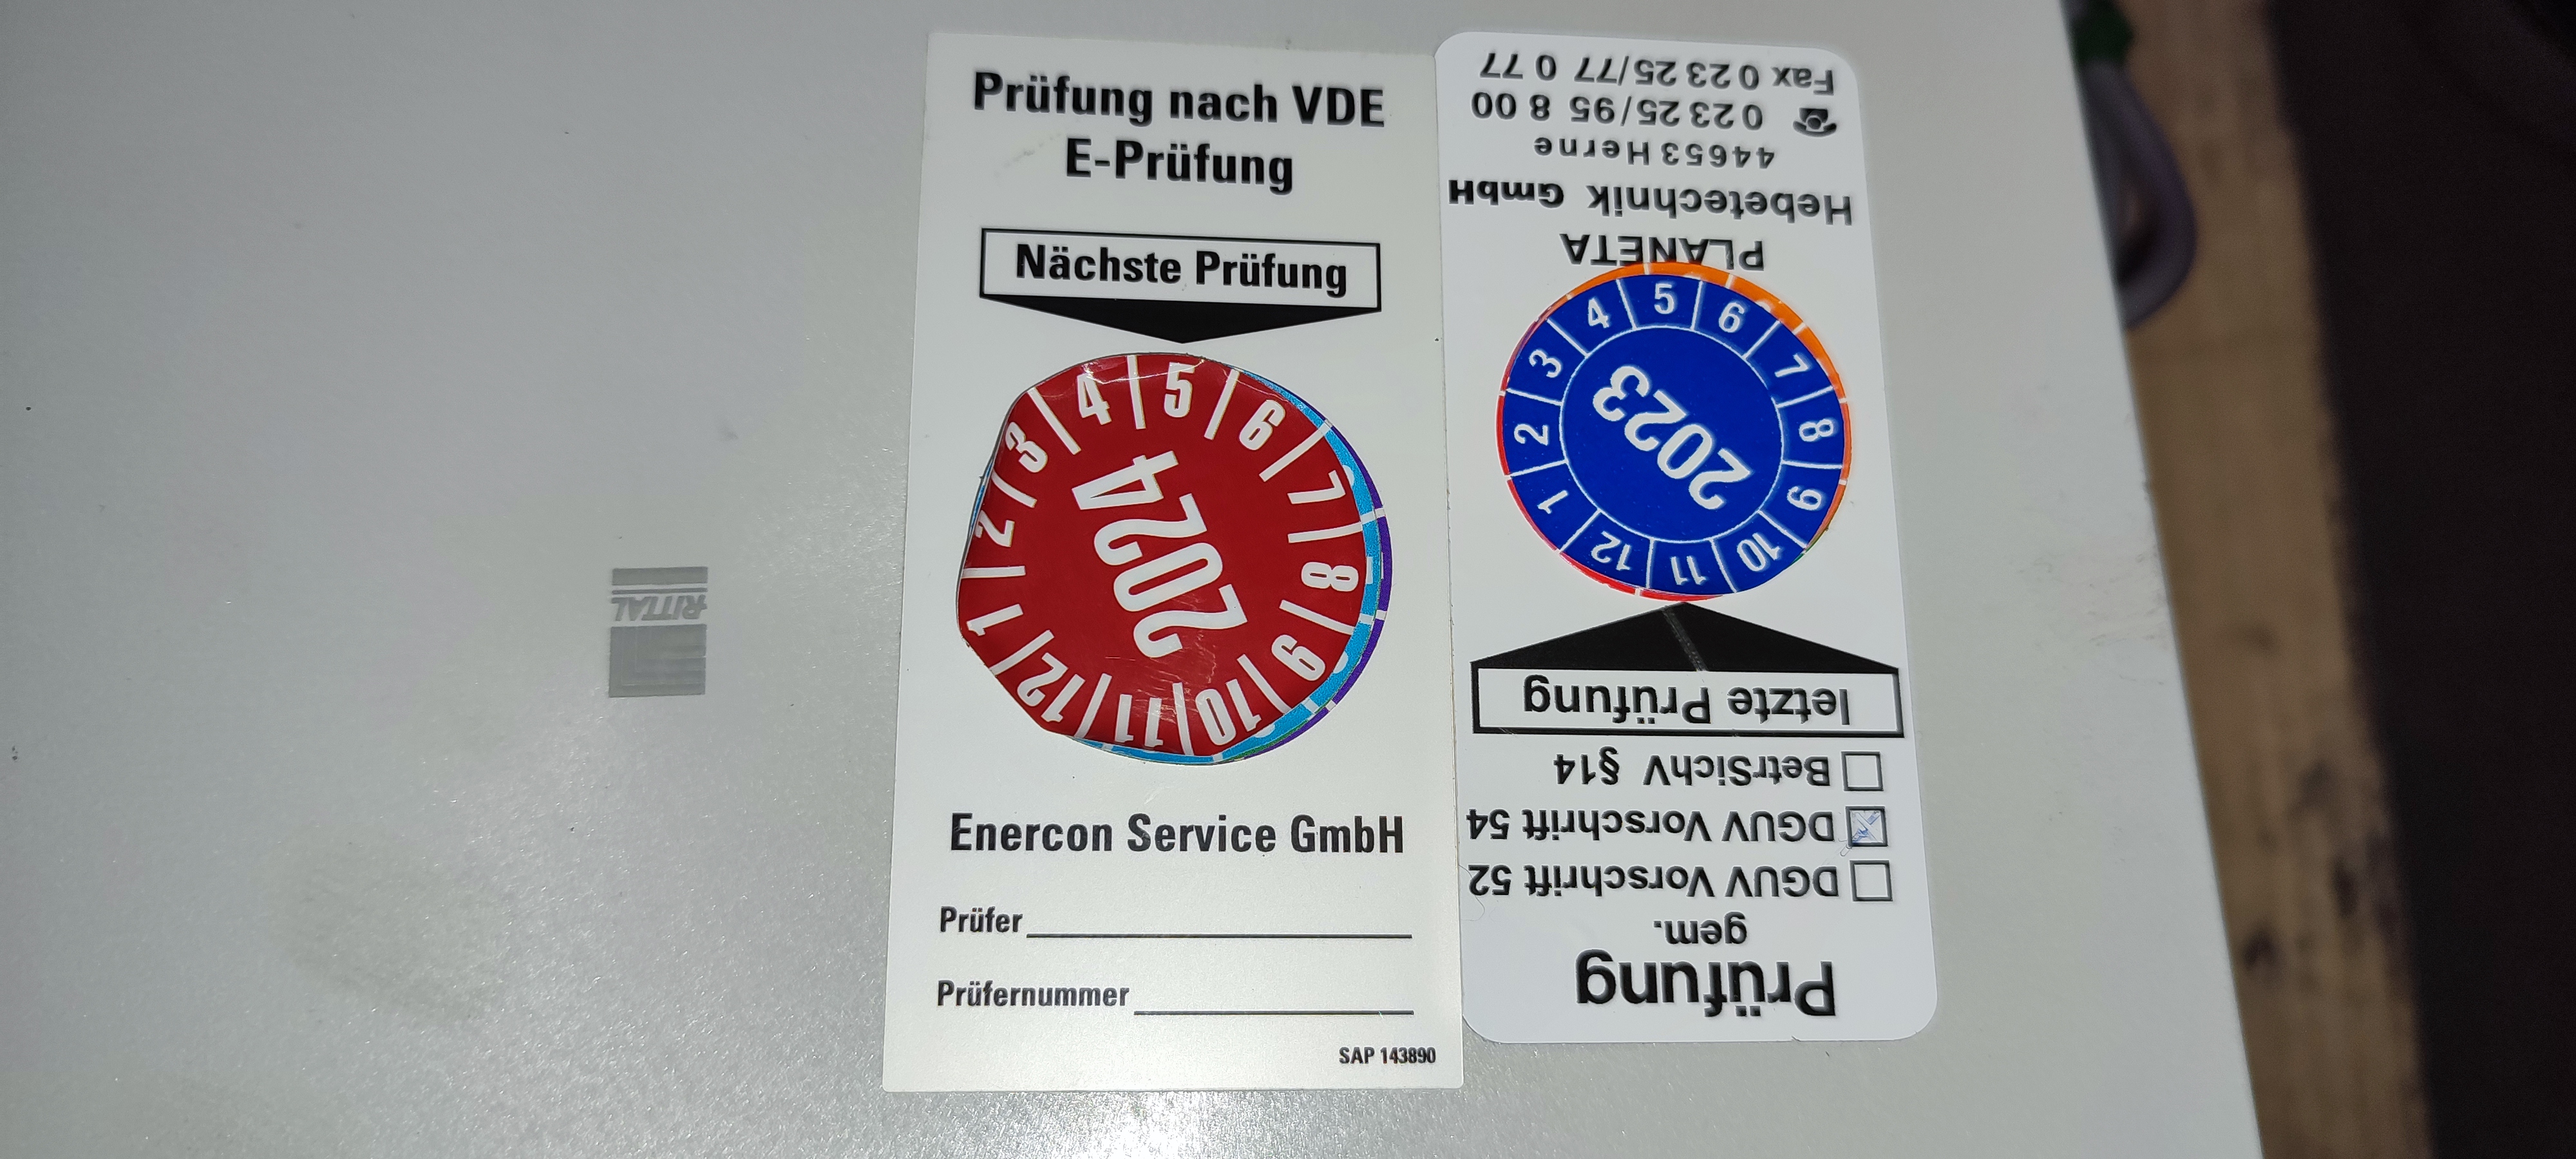 Prüfung nach VDE
E-Prüfung
Nächste Prüfung
1 2 3 4 5 6 7 8 9 10 11 12
2024
Enercon Service GmbH
Prüfer
Prüfernummer
SAP 143890
Prüfung
gem.
DGUV Vorschrift 52
DGUV Vorschrift 54
BetrSichV §14
letzte Prüfung
1 2 3 4 5 6 7 8 9 10 11 12
2023
PLANETA
Hebetechnik GmbH
44653 Herne
0 23 25/95 8 00
Fax 0 23 25/77 0 77
RITTAL